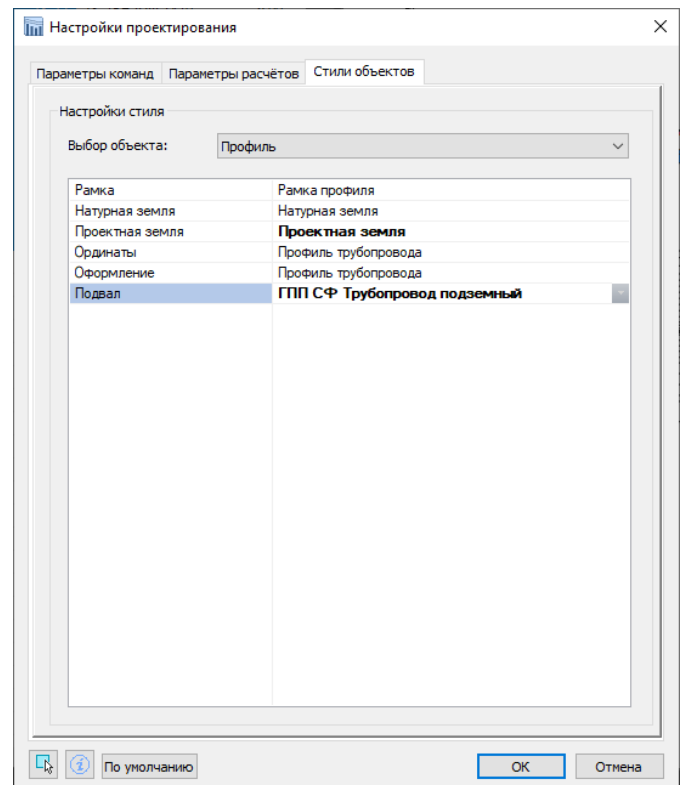 Настройки проектирования
Параметры команд Параметры расчётов Стили объектов
Настройки стиля
Выбор объекта: Профиль
Рамка Рамка профиля
Натурная земля Натурная земля
Проектная земля Проектная земля
Ординаты Профиль трубопровода
Оформление Профиль трубопровода
Подвал ГПП СФ Трубопровод подземный
По умолчанию ОК Отмена